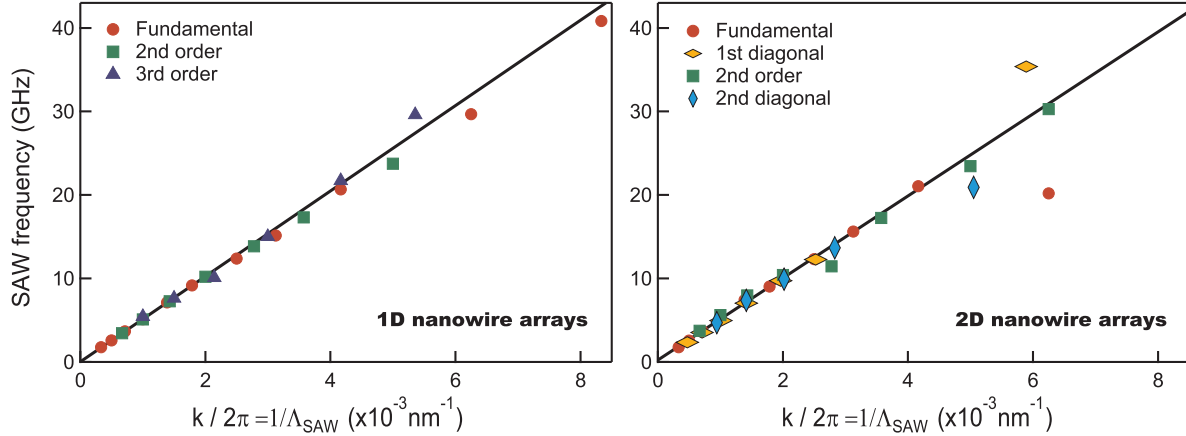 SAW frequency (GHz)
40
30
20
10
0
0
2
4
6
8
Fundamental
2nd order
3rd order
1D nanowire arrays
k / 2π =1/Λ_SAW (x10⁻³ nm⁻¹)
40
30
20
10
0
0
2
4
6
8
Fundamental
1st diagonal
2nd order
2nd diagonal
2D nanowire arrays
k / 2π =1/Λ_SAW (x10⁻³ nm⁻¹)